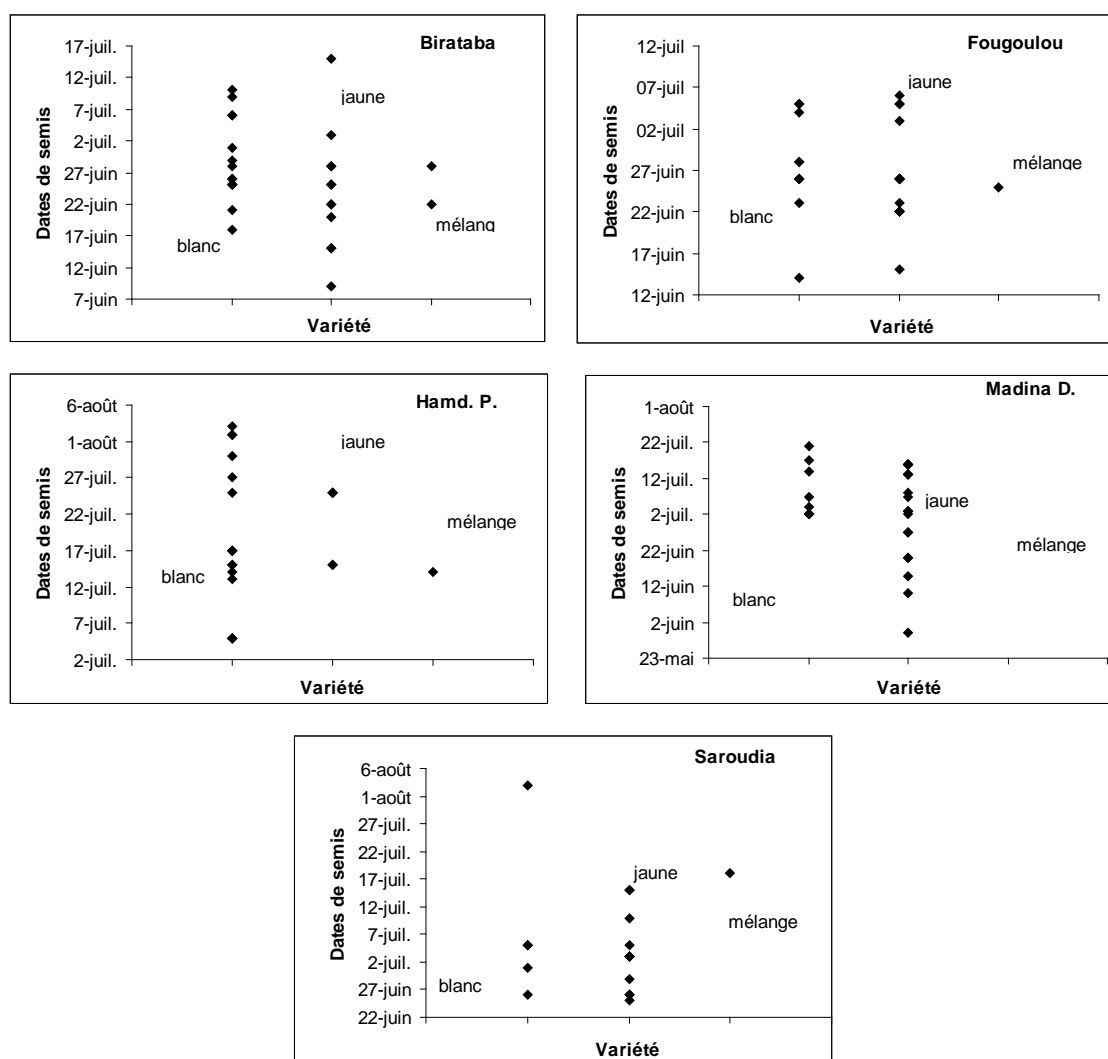 Birataba
17-juil.
12-juil.
7-juil.
2-juil.
27-juin
22-juin
17-juin
12-juin
7-juin
Dates de semis
blanc
jaune
mélang
Variété
Fougoulou
12-juil
07-juil
02-juil
27-juin
22-juin
17-juin
12-juin
Dates de semis
blanc
jaune
mélange
Variété
Hamd. P.
6-août
1-août
27-juil.
22-juil.
17-juil.
12-juil.
7-juil.
2-juil.
Dates de semis
blanc
jaune
mélange
Variété
Madina D.
1-août
22-juil.
12-juil.
2-juil.
22-juin
12-juin
2-juin
23-mai
Dates de semis
blanc
jaune
mélange
Variété
Saroudia
6-août
1-août
27-juil.
22-juil.
17-juil.
12-juil.
7-juil.
2-juil.
27-juin
22-juin
Dates de semis
blanc
jaune
mélange
Variété